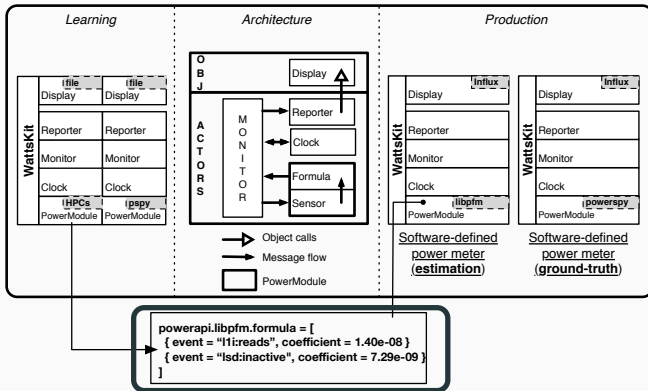 Learning
Architecture
Production
WattsKit
file
file
Display
Display
Reporter
Reporter
Monitor
Monitor
Clock
Clock
HPCs
pspy
PowerModule
PowerModule
OBJ
Display
ACTORS
MONITOR
Reporter
Clock
Formula
Sensor
Object calls
Message flow
PowerModule
WattsKit
Influx
Display
Reporter
Monitor
Clock
libpfm
PowerModule
Software-defined
power meter
(estimation)
WattsKit
Influx
Display
Reporter
Monitor
Clock
powerspy
PowerModule
Software-defined
power meter
(ground-truth)
powerapi.libpfm.formula = [
{ event = "l1i:reads", coefficient = 1.40e-08 }
{ event = "lsd:inactive", coefficient = 7.29e-09 }
]